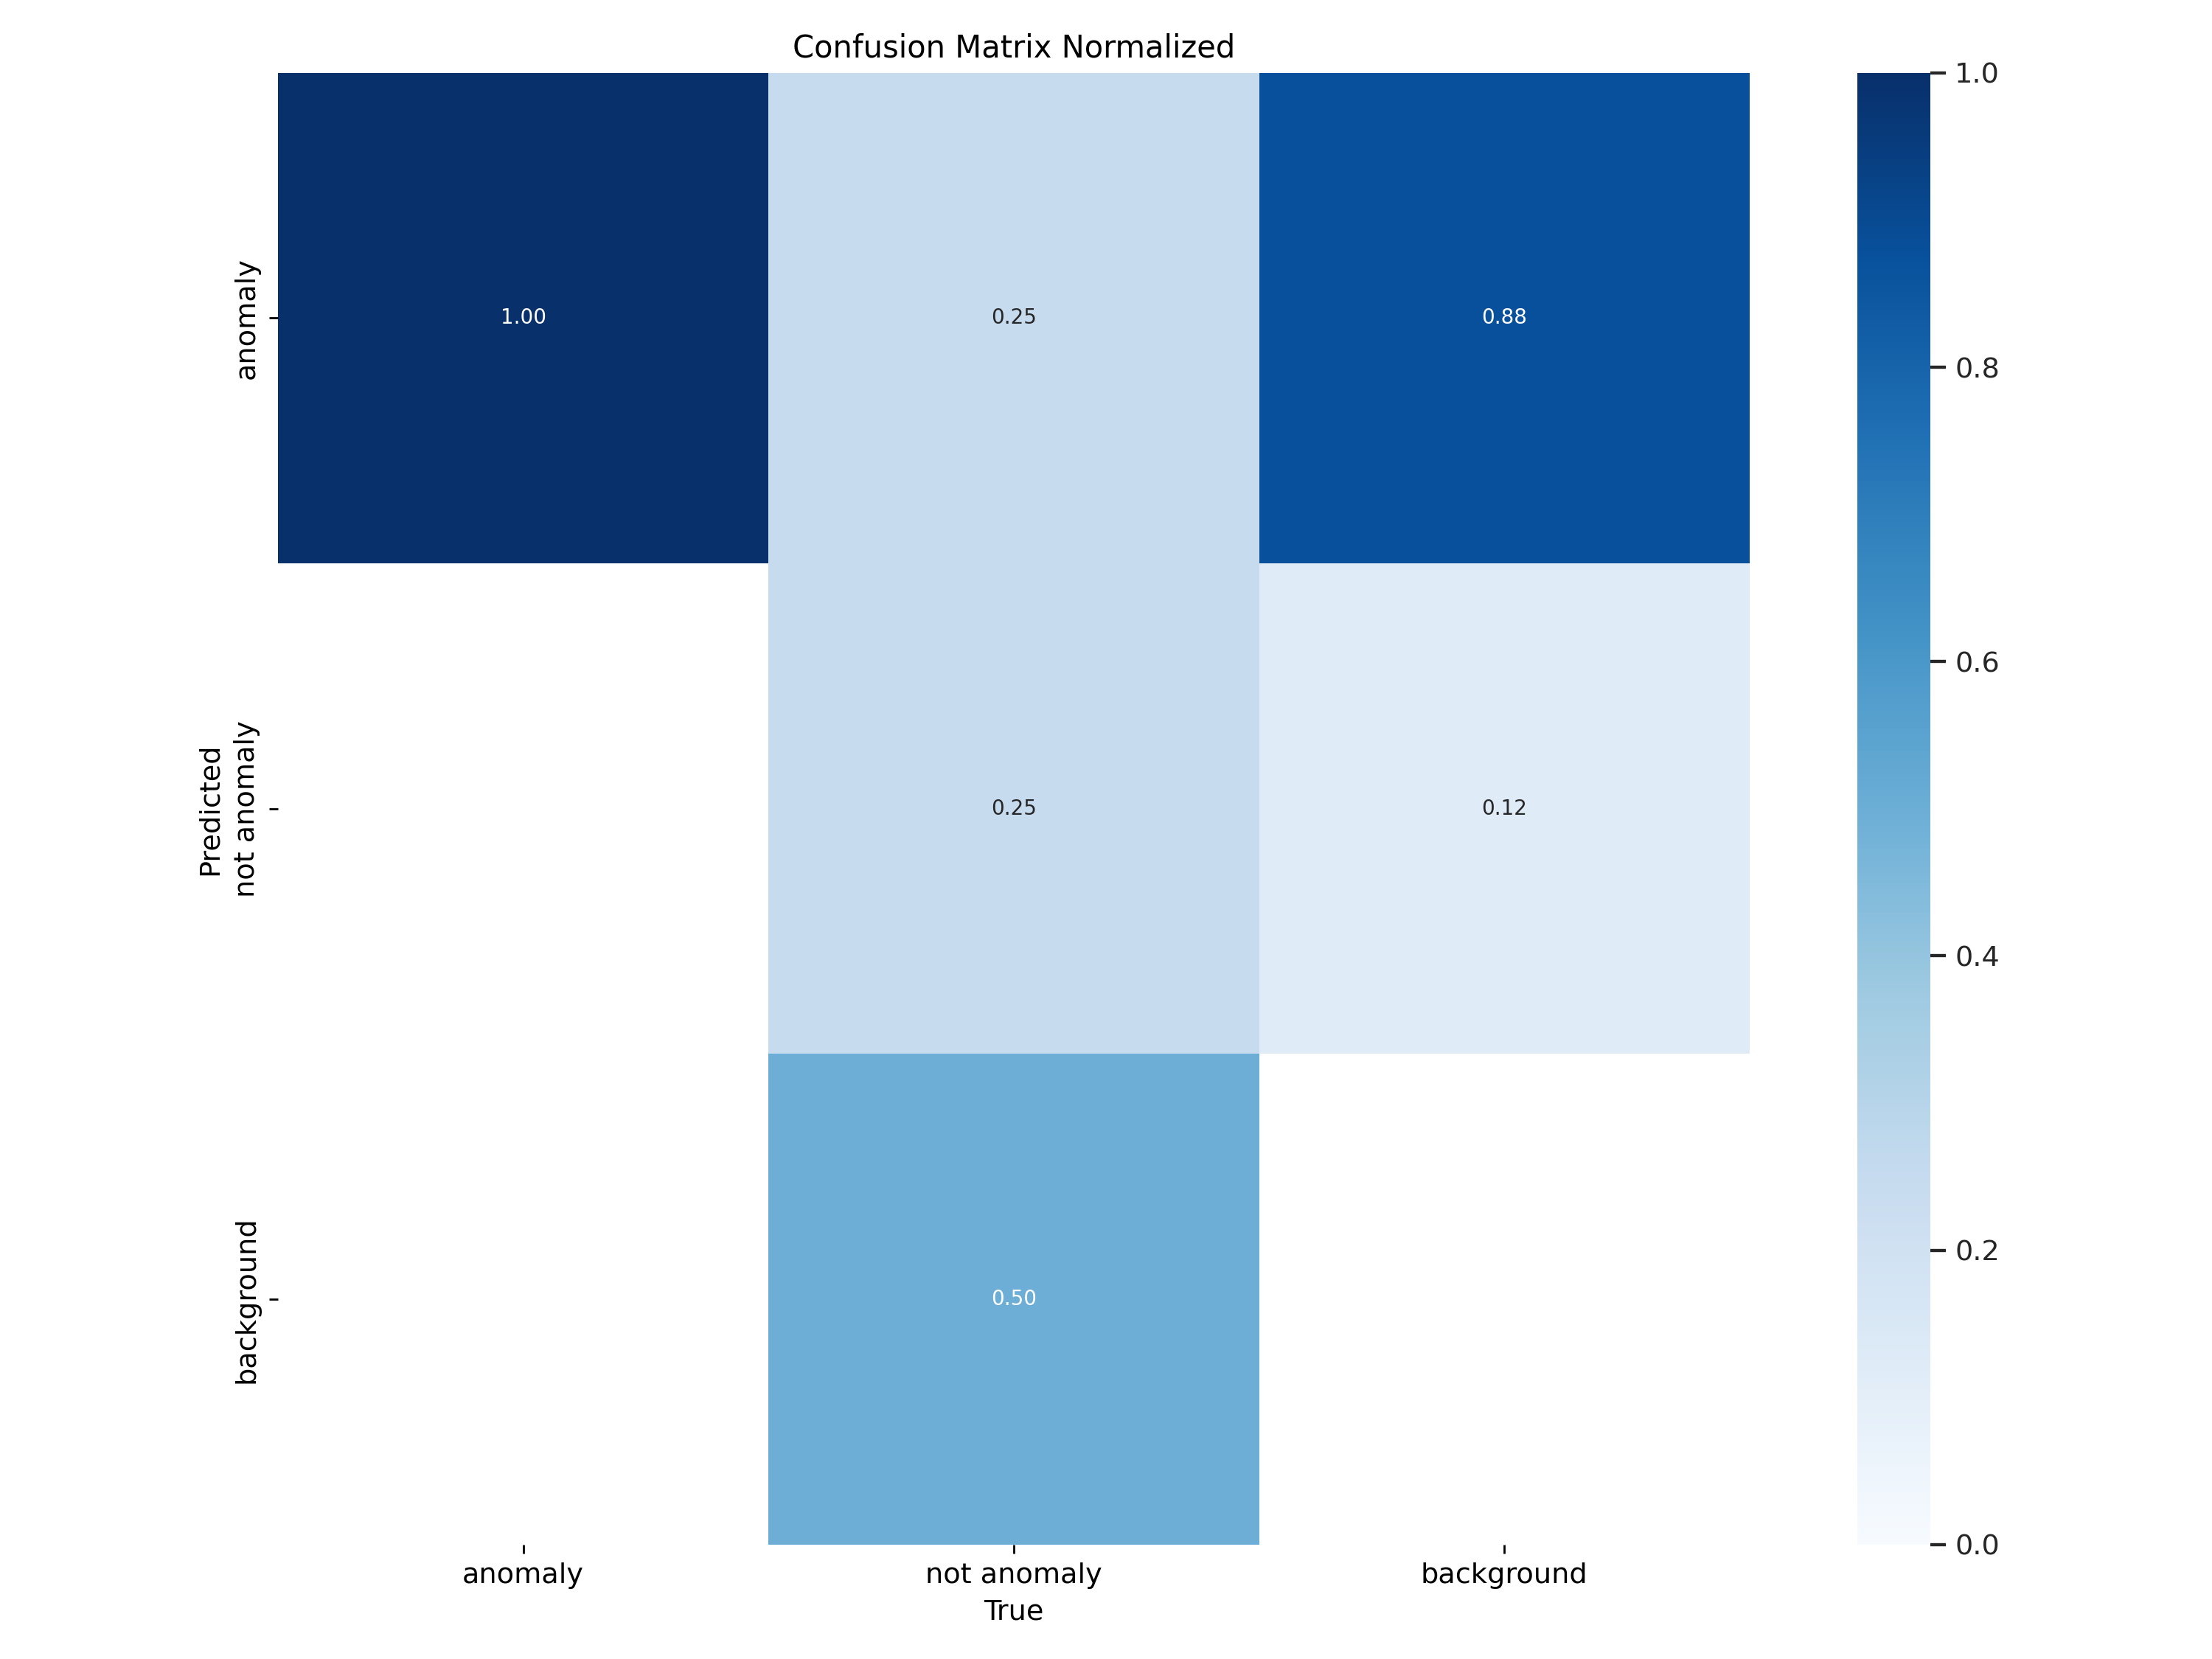 Confusion Matrix Normalized
anomaly
1.00
0.25
0.88
Predicted
not anomaly
0.25
0.12
background
0.50
anomaly
not anomaly
background
True
1.0
0.8
0.6
0.4
0.2
0.0